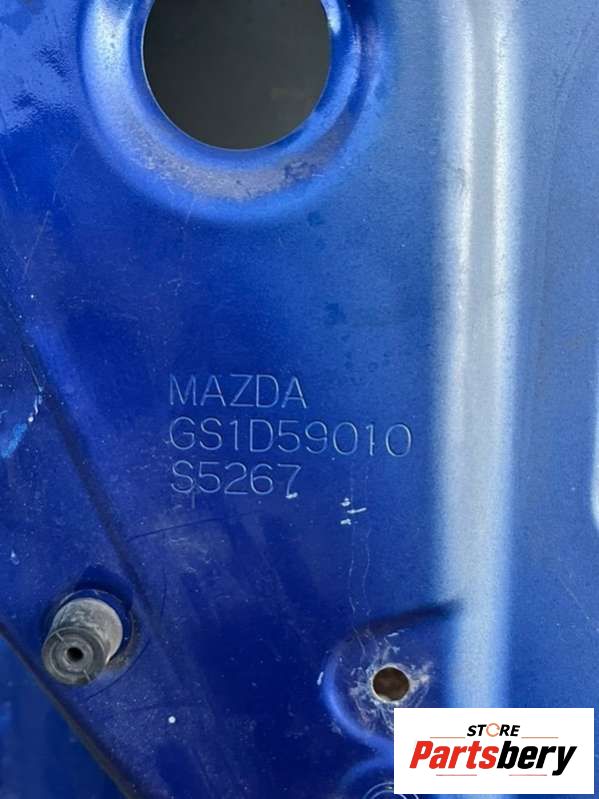 MAZDA
GS1D59010
S5267
STORE
Partsbery